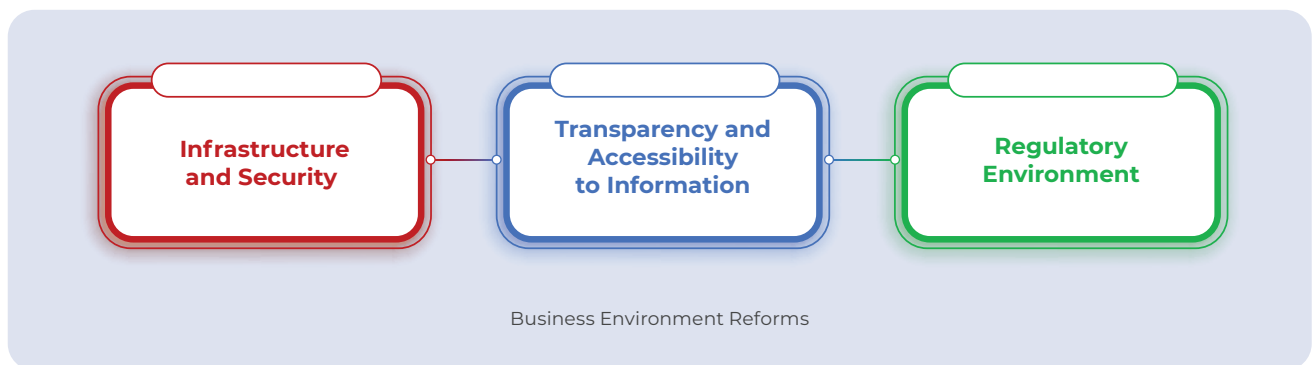 Infrastructure
and Security
Transparency and
Accessibility
to Information
Regulatory
Environment
Business Environment Reforms